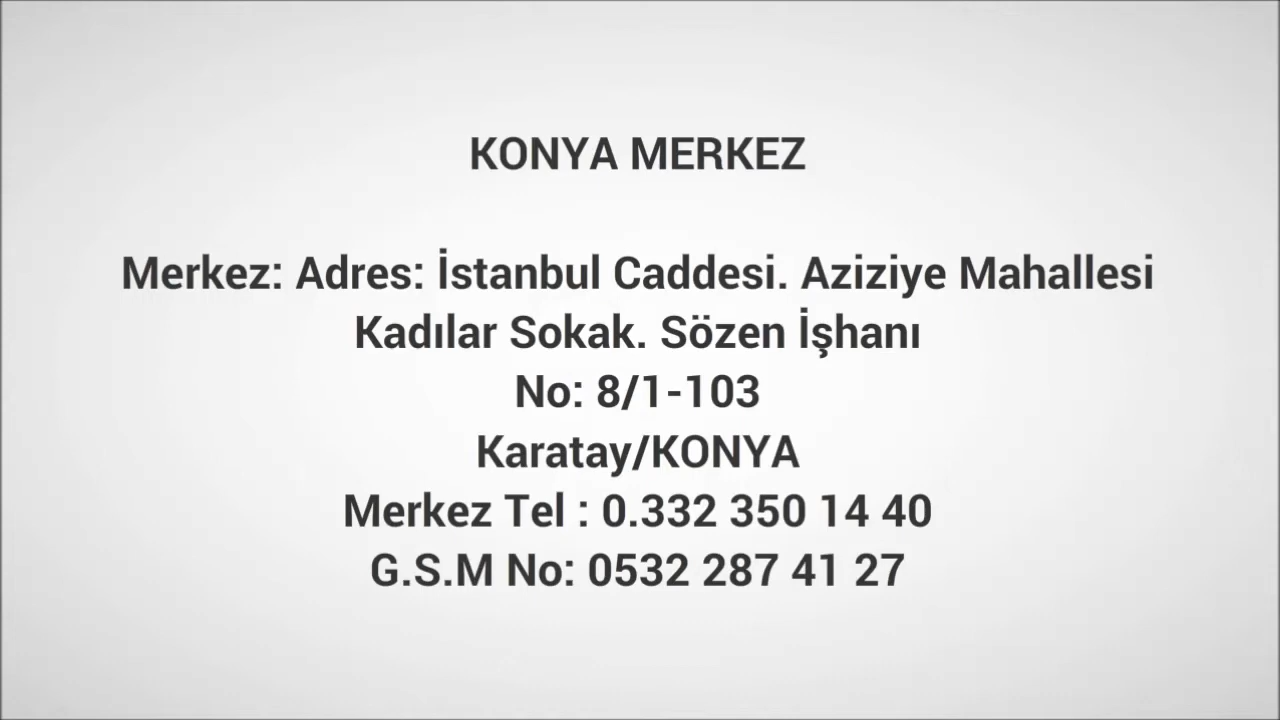 KONYA MERKEZ
Merkez: Adres: İstanbul Caddesi. Aziziye Mahallesi
Kadılar Sokak. Sözen İşhanı
No: 8/1-103
Karatay/KONYA
Merkez Tel : 0.332 350 14 40
G.S.M No: 0532 287 41 27